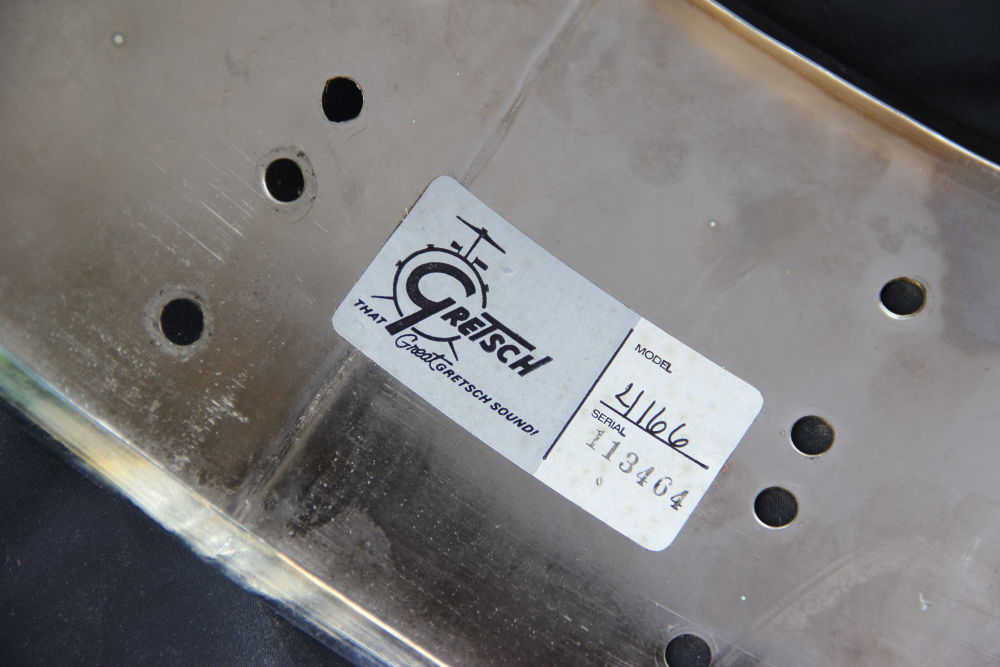 GRETSCH
THAT Great GRETSCH SOUND!
MODEL
4166
SERIAL
113464